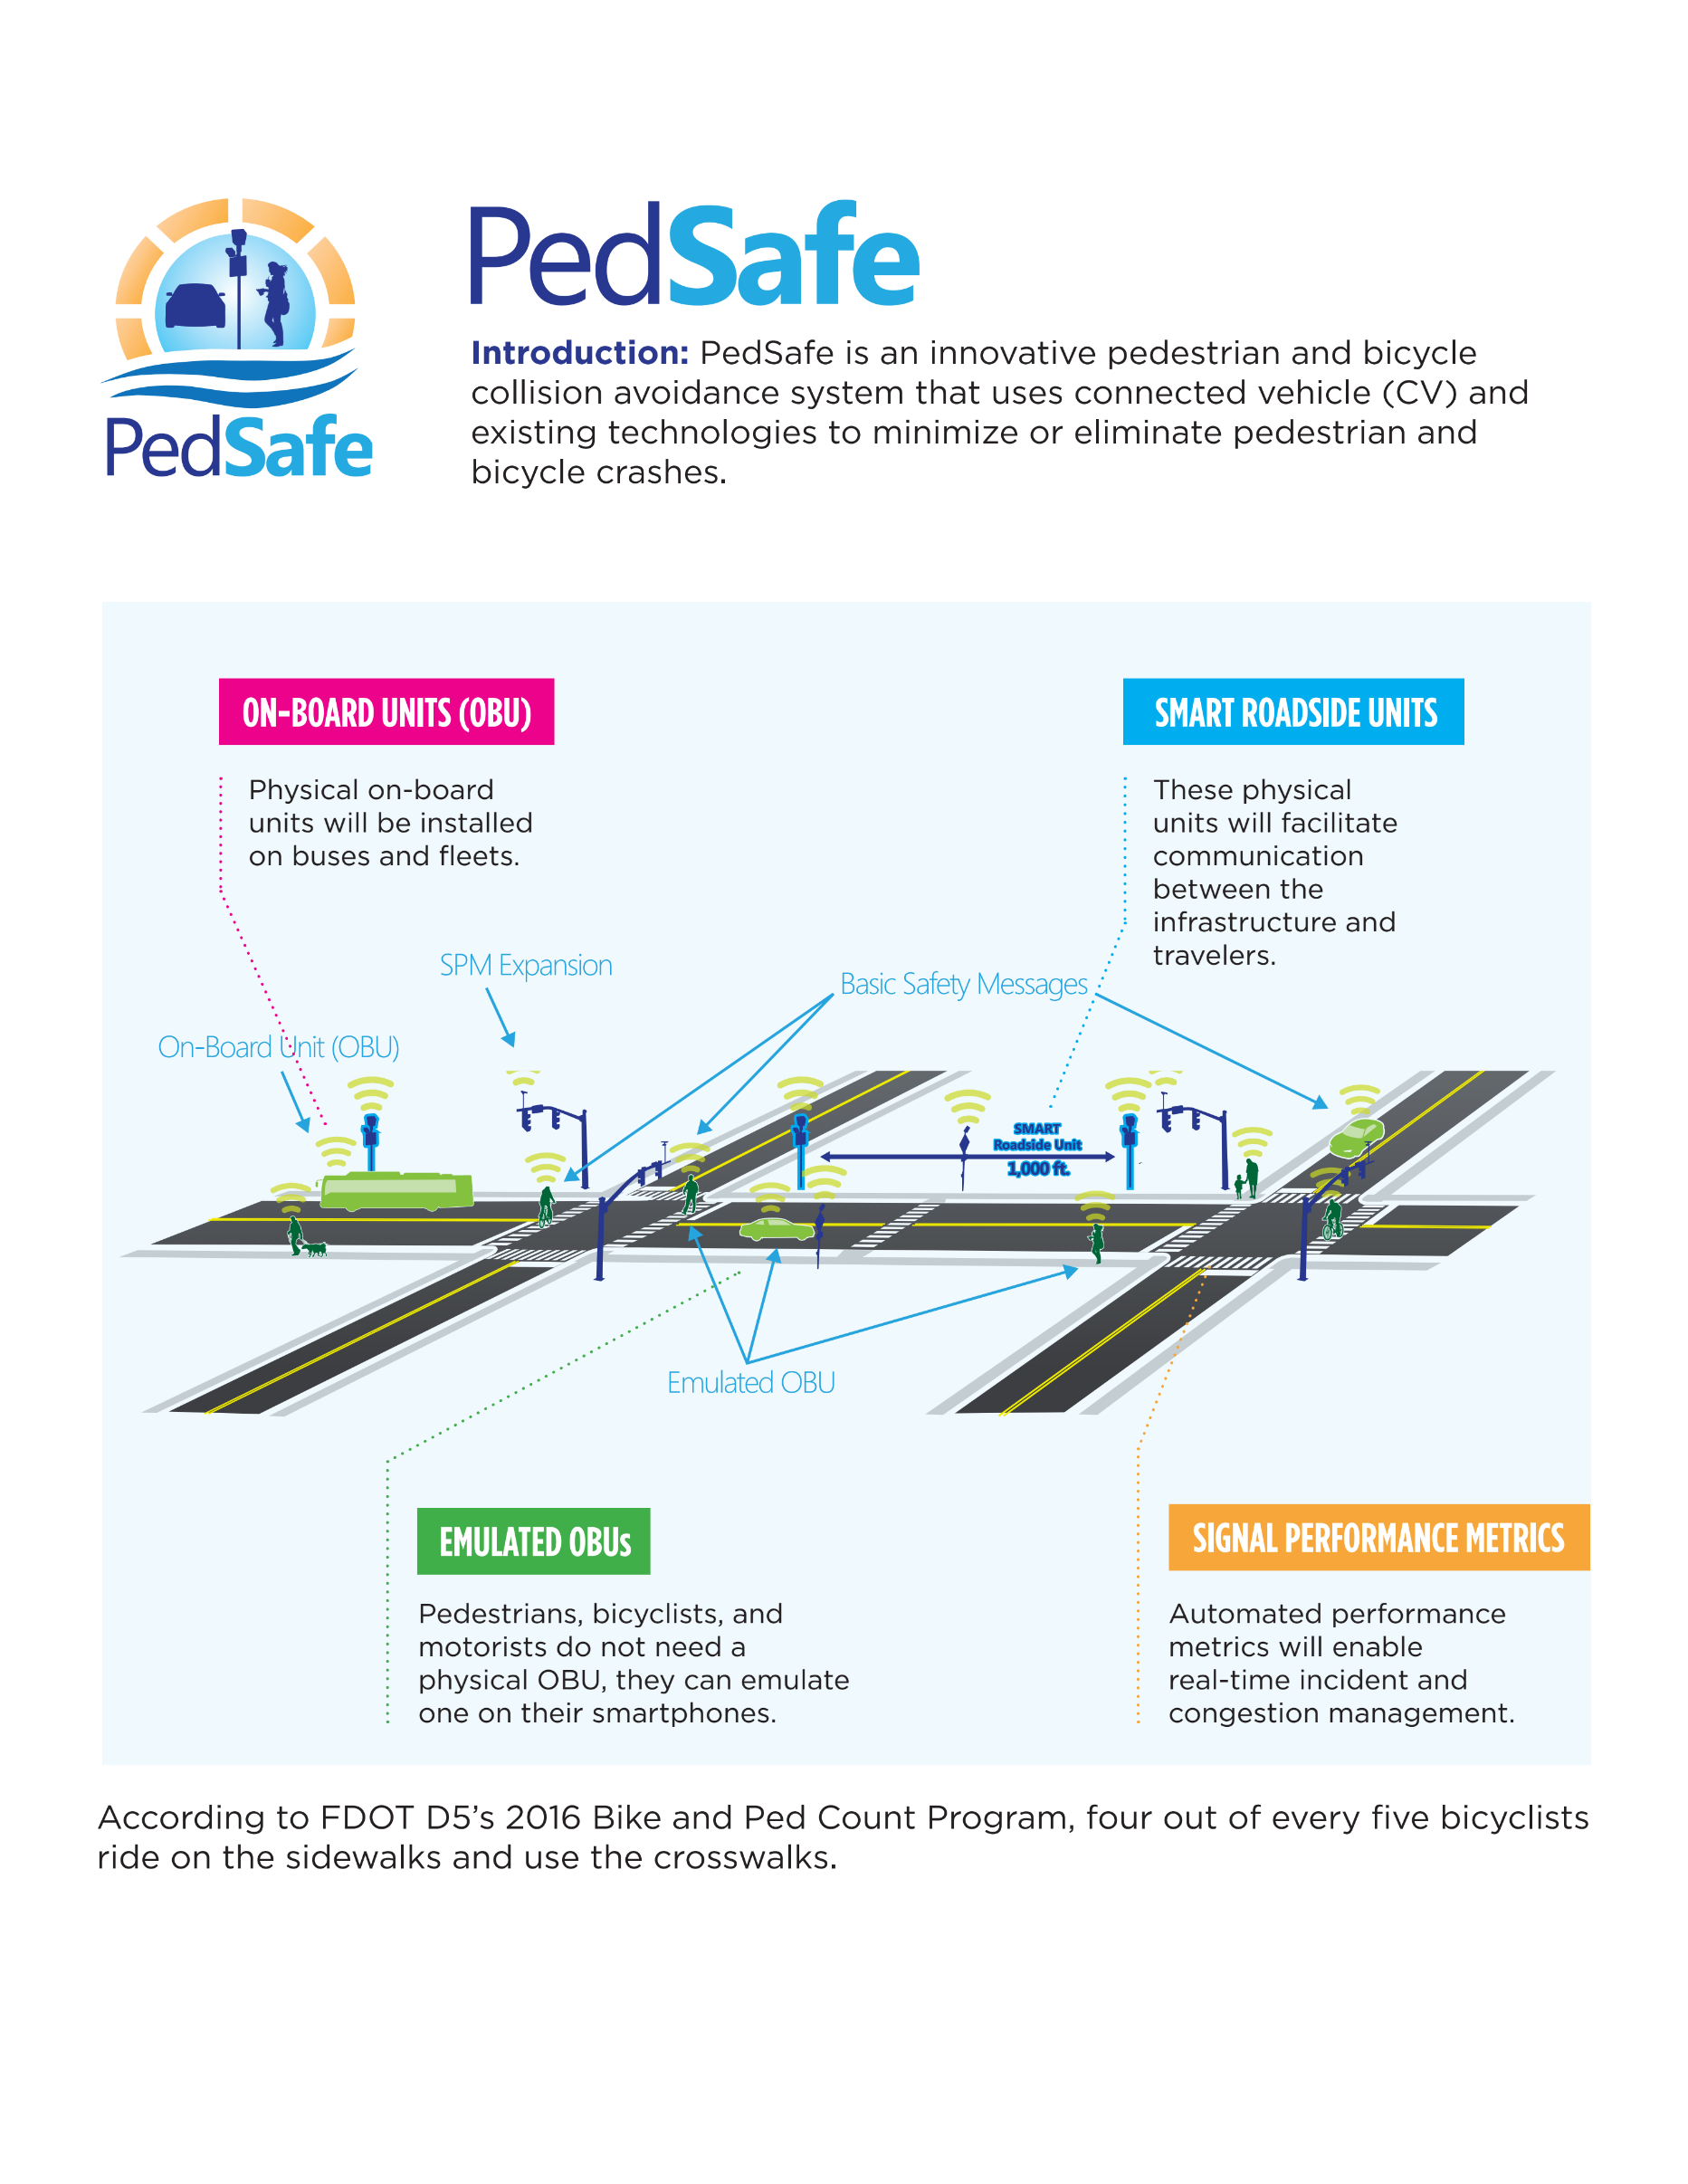 PedSafe
PedSafe
Introduction: PedSafe is an innovative pedestrian and bicycle
collision avoidance system that uses connected vehicle (CV) and
existing technologies to minimize or eliminate pedestrian and
bicycle crashes.
ON-BOARD UNITS (OBU)
Physical on-board
units will be installed
on buses and fleets.
SMART ROADSIDE UNITS
These physical
units will facilitate
communication
between the
infrastructure and
travelers.
SPM Expansion
Basic Safety Messages
On-Board Unit (OBU)
SMART
Roadside Unit
1,000 ft.
Emulated OBU
EMULATED OBUs
Pedestrians, bicyclists, and
motorists do not need a
physical OBU, they can emulate
one on their smartphones.
SIGNAL PERFORMANCE METRICS
Automated performance
metrics will enable
real-time incident and
congestion management.
According to FDOT D5’s 2016 Bike and Ped Count Program, four out of every five bicyclists
ride on the sidewalks and use the crosswalks.